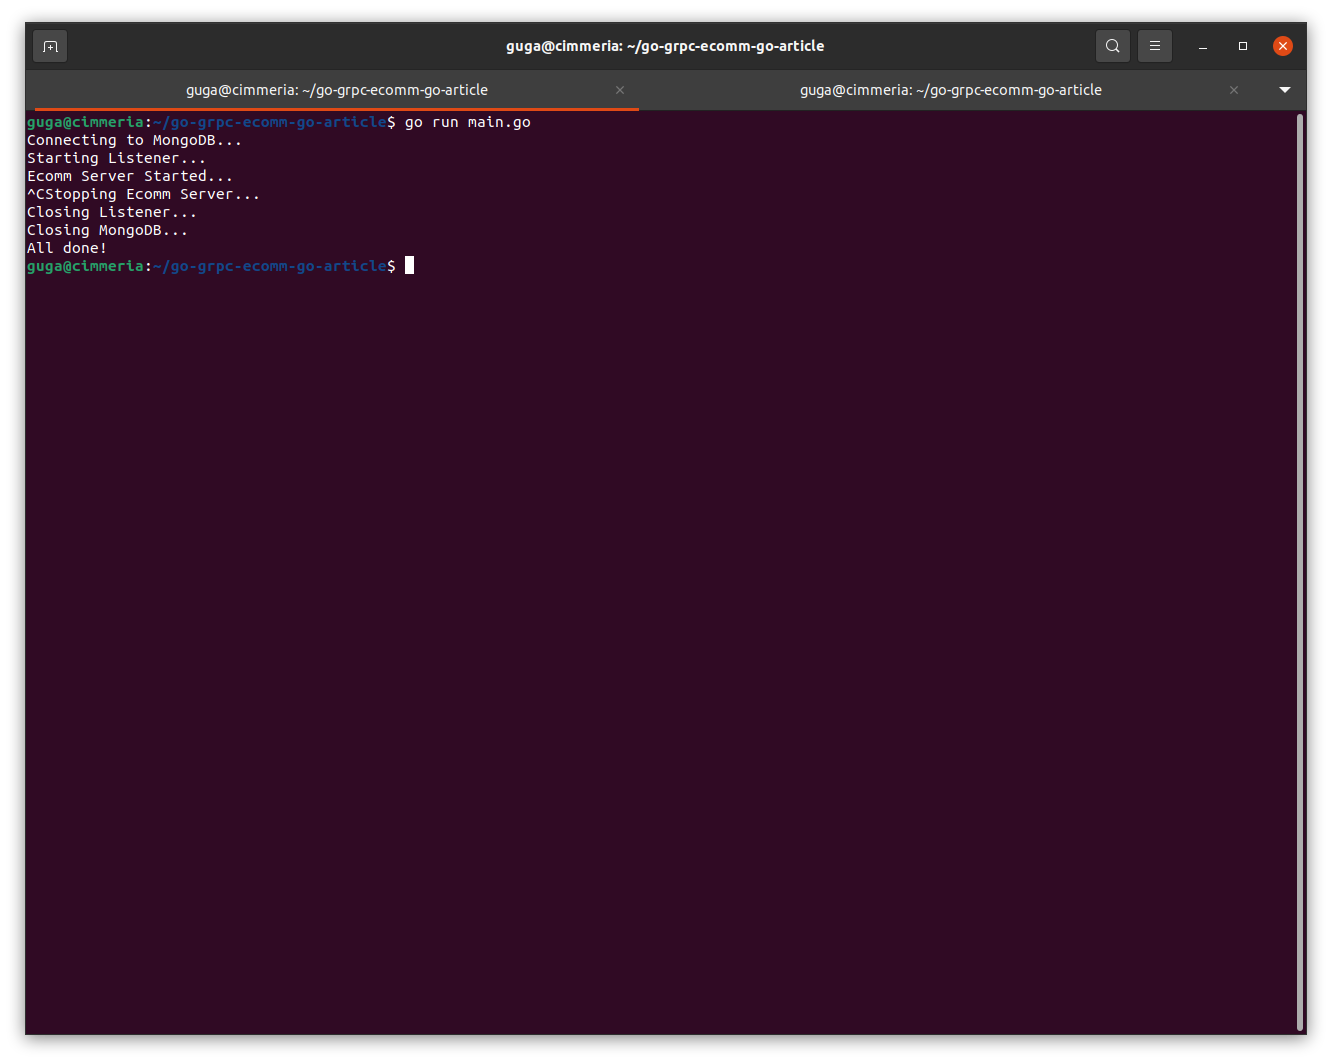 guga@cimmeria: ~/go-grpc-ecomm-go-article
guga@cimmeria: ~/go-grpc-ecomm-go-article
guga@cimmeria: ~/go-grpc-ecomm-go-article
guga@cimmeria:~/go-grpc-ecomm-go-article$ go run main.go
Connecting to MongoDB...
Starting Listener...
Ecomm Server Started...
^CStopping Ecomm Server...
Closing Listener...
Closing MongoDB...
All done!
guga@cimmeria:~/go-grpc-ecomm-go-article$